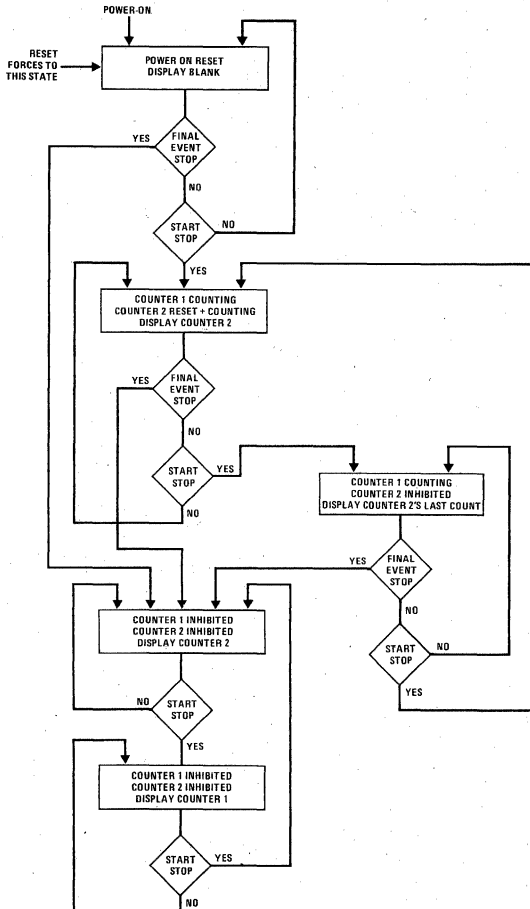 POWER-ON
RESET
FORCES TO
THIS STATE
POWER ON RESET
DISPLAY BLANK
YES
FINAL
EVENT
STOP
NO
START
STOP
NO
YES
COUNTER 1 COUNTING
COUNTER 2 RESET + COUNTING
DISPLAY COUNTER 2
YES
FINAL
EVENT
STOP
NO
START
STOP
YES
NO
COUNTER 1 COUNTING
COUNTER 2 INHIBITED
DISPLAY COUNTER 2'S LAST COUNT
YES
FINAL
EVENT
STOP
NO
START
STOP
NO
YES
COUNTER 1 INHIBITED
COUNTER 2 INHIBITED
DISPLAY COUNTER 2
NO
START
STOP
YES
COUNTER 1 INHIBITED
COUNTER 2 INHIBITED
DISPLAY COUNTER 1
START
STOP
YES
NO